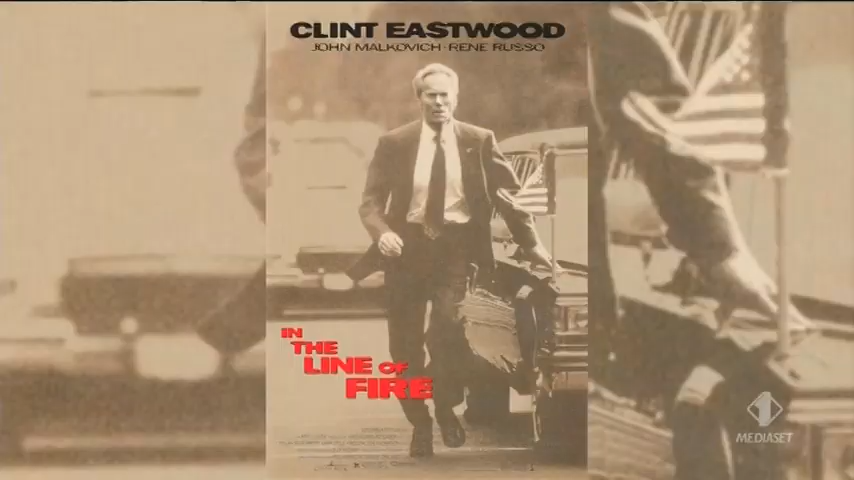 CLINT EASTWOOD
JOHN MALKOVICH · RENE RUSSO
IN
THE
LINE OF
FIRE
1
MEDIASET